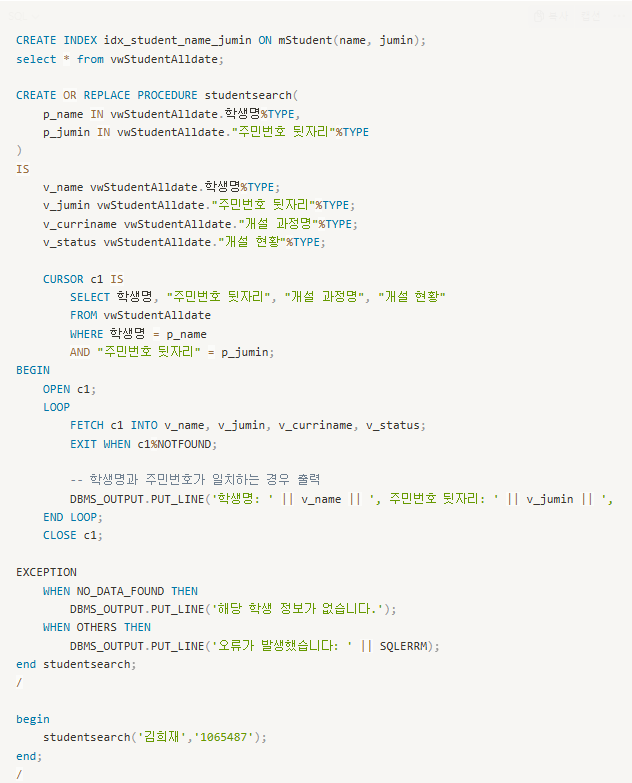 CREATE INDEX idx_student_name_jumin ON mStudent(name, jumin);
select * from vwStudentAlldate;

CREATE OR REPLACE PROCEDURE studentsearch(
    p_name IN vwStudentAlldate.학생명%TYPE,
    p_jumin IN vwStudentAlldate."주민번호 뒷자리"%TYPE
)
IS
    v_name vwStudentAlldate.학생명%TYPE;
    v_jumin vwStudentAlldate."주민번호 뒷자리"%TYPE;
    v_curriname vwStudentAlldate."개설 과정명"%TYPE;
    v_status vwStudentAlldate."개설 현황"%TYPE;

    CURSOR c1 IS
        SELECT 학생명, "주민번호 뒷자리", "개설 과정명", "개설 현황"
        FROM vwStudentAlldate
        WHERE 학생명 = p_name
        AND "주민번호 뒷자리" = p_jumin;
BEGIN
    OPEN c1;
    LOOP
        FETCH c1 INTO v_name, v_jumin, v_curriname, v_status;
        EXIT WHEN c1%NOTFOUND;

        -- 학생명과 주민번호가 일치하는 경우 출력
        DBMS_OUTPUT.PUT_LINE('학생명: ' || v_name || ', 주민번호 뒷자리: ' || v_jumin || ',
    END LOOP;
    CLOSE c1;

EXCEPTION
    WHEN NO_DATA_FOUND THEN
        DBMS_OUTPUT.PUT_LINE('해당 학생 정보가 없습니다.');
    WHEN OTHERS THEN
        DBMS_OUTPUT.PUT_LINE('오류가 발생했습니다: ' || SQLERRM);
end studentsearch;
/

begin
    studentsearch('김희재','1065487');
end;
/